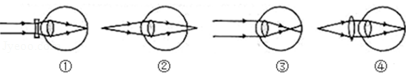 ① ② ③ ④